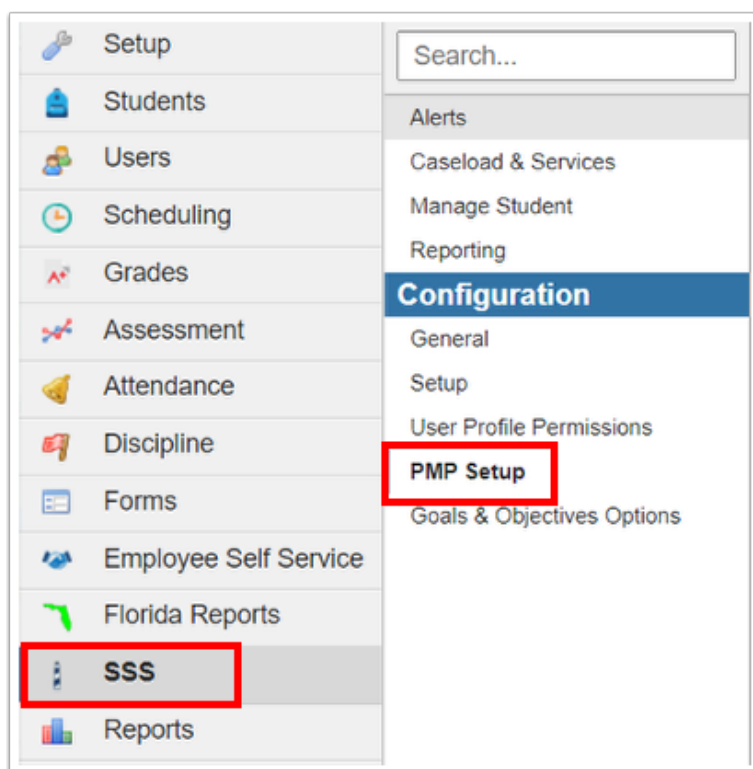 Setup
Students
Users
Scheduling
Grades
Assessment
Attendance
Discipline
Forms
Employee Self Service
Florida Reports
SSS
Reports
Search...
Alerts
Caseload & Services
Manage Student
Reporting
Configuration
General
Setup
User Profile Permissions
PMP Setup
Goals & Objectives Options